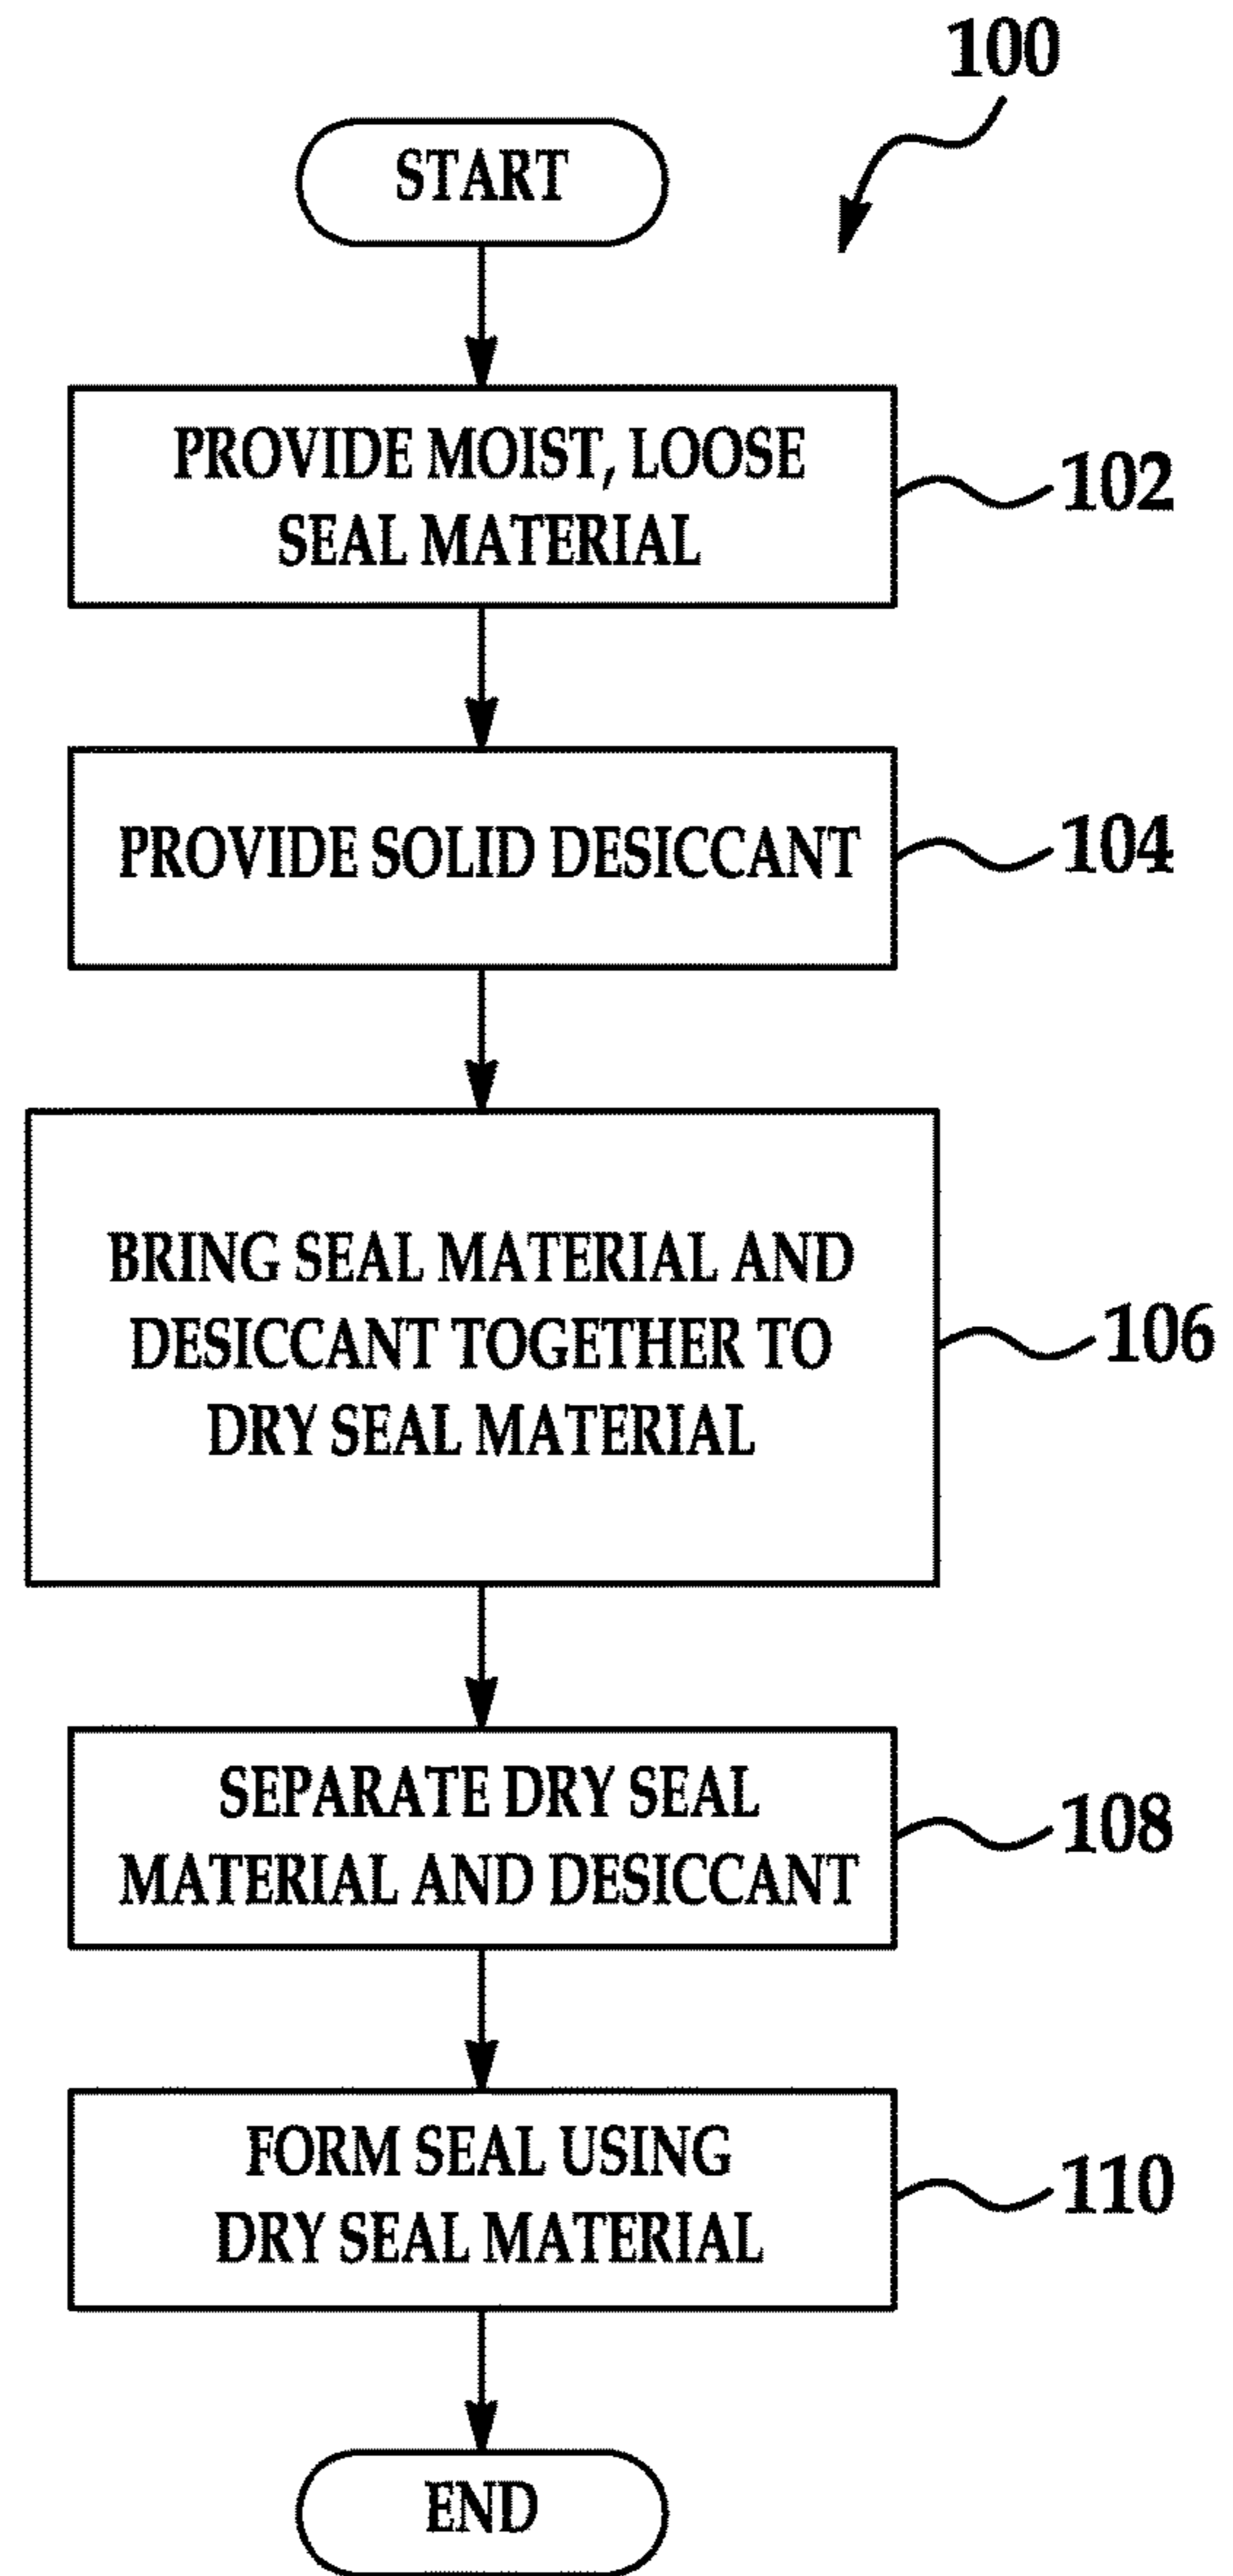 100
START
PROVIDE MOIST, LOOSE
SEAL MATERIAL
102
PROVIDE SOLID DESICCANT
104
BRING SEAL MATERIAL AND
DESICCANT TOGETHER TO
DRY SEAL MATERIAL
106
SEPARATE DRY SEAL
MATERIAL AND DESICCANT
108
FORM SEAL USING
DRY SEAL MATERIAL
110
END